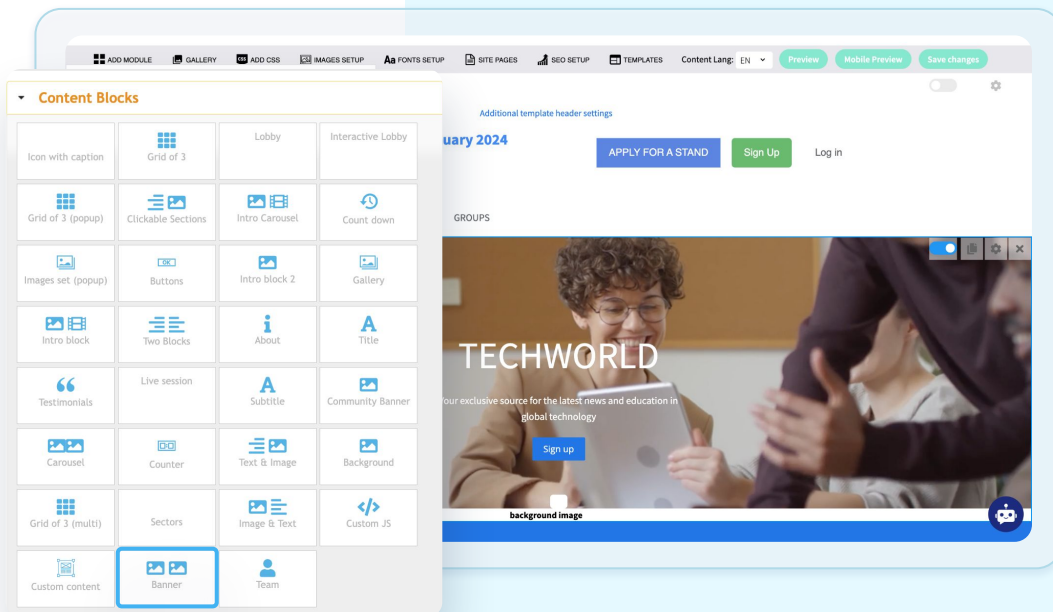 ADD MODULE GALLERY CSS ADD CSS IMAGES SETUP Aa FONTS SETUP SITE PAGES SEO SETUP TEMPLATES Content Lang: EN Preview Mobile Preview Save changes
Content Blocks
Additional template header settings
uary 2024
APPLY FOR A STAND Sign Up Log in
GROUPS
Icon with caption Grid of 3 Lobby Interactive Lobby
Grid of 3 (popup) Clickable Sections Intro Carousel Count down
OK
Images set (popup) Buttons Intro block 2 Gallery
Intro block Two Blocks About Title
Testimonials Live session Subtitle Community Banner
Carousel Counter Text & Image Background
Grid of 3 (multi) Sectors Image & Text Custom JS
Custom content Banner Team
TECHWORLD
Your exclusive source for the latest news and education in
global technology
Sign up
background image